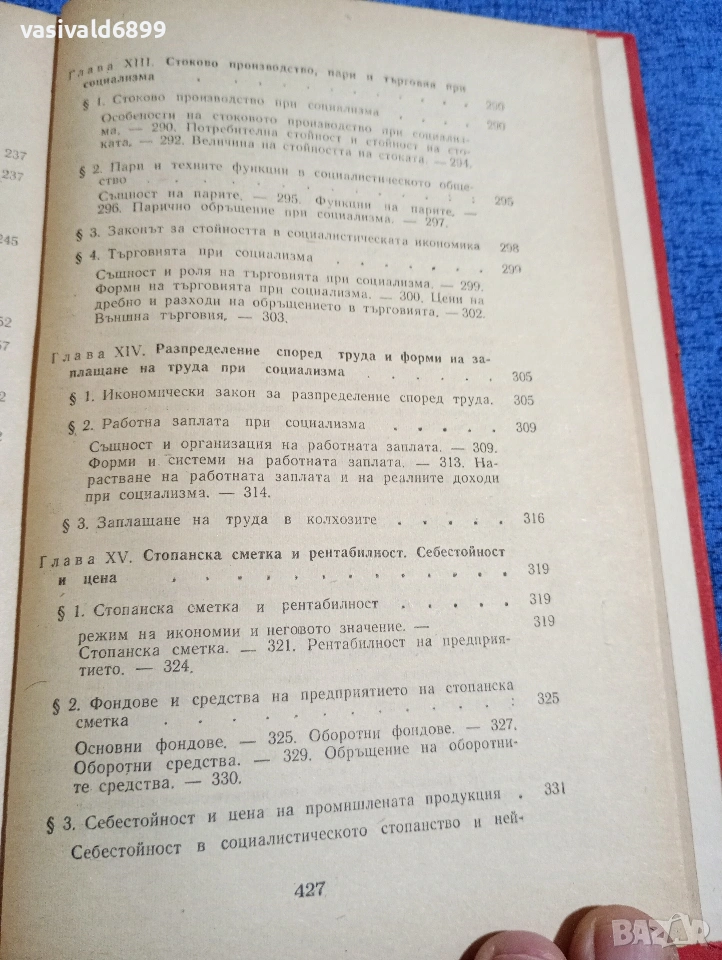 vasivald6899
Глава XIII. Стоково производство, пари и търговия при
социализма . . . . . . . . . . 290
§ 1. Стоково производство при социализма . . . . 290
Особености на стоковото производство при социализ-
ма. — 290. Потребителна стойност и стойност на сто-
ката. — 292. Величина на стойността на стоката. — 294.
§ 2. Пари и техните функции в социалистическото обще-
ство . . . . . . . . . : : 295
Същност на парите. — 295. Функции на парите. —
296. Парично обръщение при социализма. — 297.
§ 3. Законът за стойността в социалистическата икономика 298
§ 4. Търговията при социализма . . . . . . 299
Същност и роля на търговията при социализма. — 299.
Форми на търговията при социализма. — 300. Цени на
дребно и разходи на обръщението в търговията. — 302.
Външна търговия. — 303.
Глава XIV. Разпределение според труда и форми на за-
плащане на труда при социализма . . . . . . 305
§ 1. Икономически закон за разпределение според труда. 305
§ 2. Работна заплата при социализма . . . . . 309
Същност и организация на работната заплата. — 309.
Форми и системи на работната заплата. — 313. На-
растване на работната заплата и на реалните доходи
при социализма. — 314.
§ 3. Заплащане на труда в колхозите . . . . . 316
Глава XV. Стопанска сметка и рентабилност. Себестойност
и цена . . . . . . . . . . . . 319
§ 1. Стопанска сметка и рентабилност . . . . . 319
режим на икономии и неговото значение. — 319
Стопанска сметка. — 321. Рентабилност на предприя-
тието. — 324.
§ 2. Фондове и средства на предприятието на стопанска
сметка . . . . . . . . . . : 325
Основни фондове. — 325. Оборотни фондове. — 327.
Оборотни средства. — 329. Обръщение на оборотни-
те средства. — 330.
§ 3. Себестойност и цена на промишлената продукция . 331
Себестойност в социалистическото стопанство и ней-
427
237
237
245
52
57
2
2
BAZAR